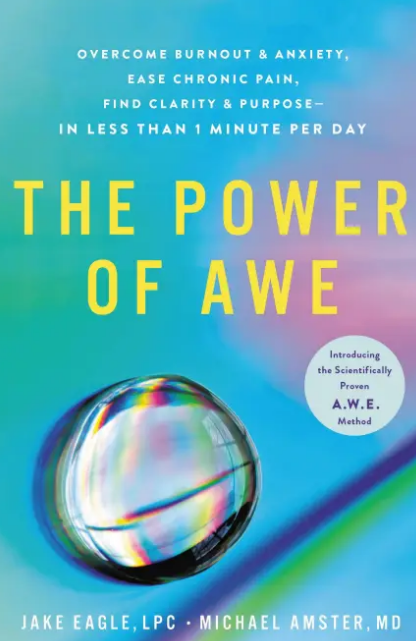 OVERCOME BURNOUT & ANXIETY,
EASE CHRONIC PAIN,
FIND CLARITY & PURPOSE—
IN LESS THAN 1 MINUTE PER DAY
THE POWER
OF AWE
Introducing
the Scientifically
Proven
A.W.E.
Method
JAKE EAGLE, LPC • MICHAEL AMSTER, MD